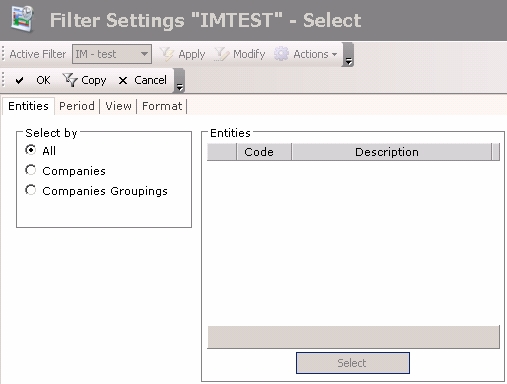 Filter Settings "IMTEST" - Select
Active Filter IM - test Apply Modify Actions
OK Copy Cancel
Entities Period View Format
Select by
All
Companies
Companies Groupings
Entities
Code Description
Select